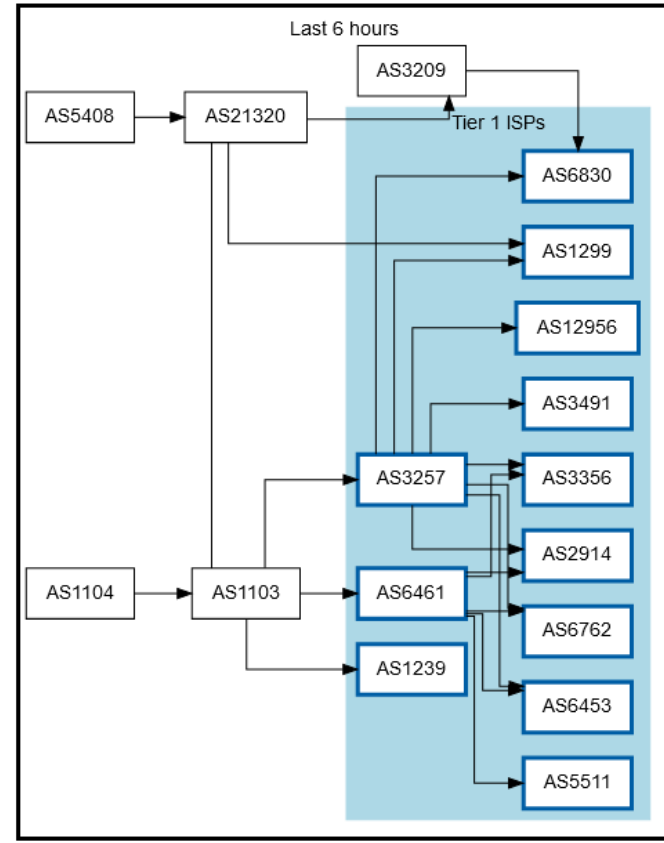 Last 6 hours
AS3209
AS5408
AS21320
Tier 1 ISPs
AS6830
AS1299
AS12956
AS3491
AS3257
AS3356
AS2914
AS1104
AS1103
AS6461
AS6762
AS1239
AS6453
AS5511